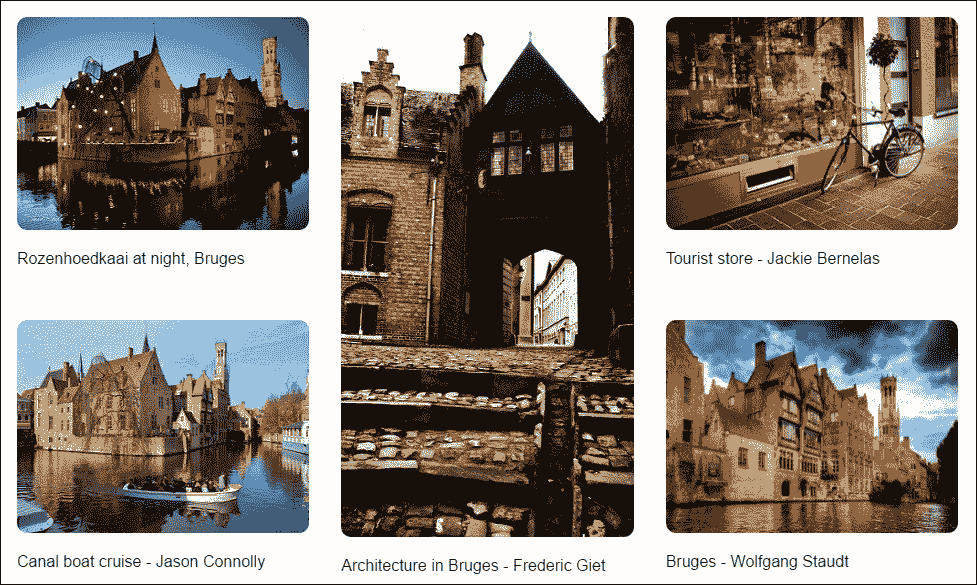 Rozenhoedkaai at night, Bruges
Tourist store - Jackie Bernelas
Canal boat cruise - Jason Connolly
Architecture in Bruges - Frederic Giet
Bruges - Wolfgang Staudt